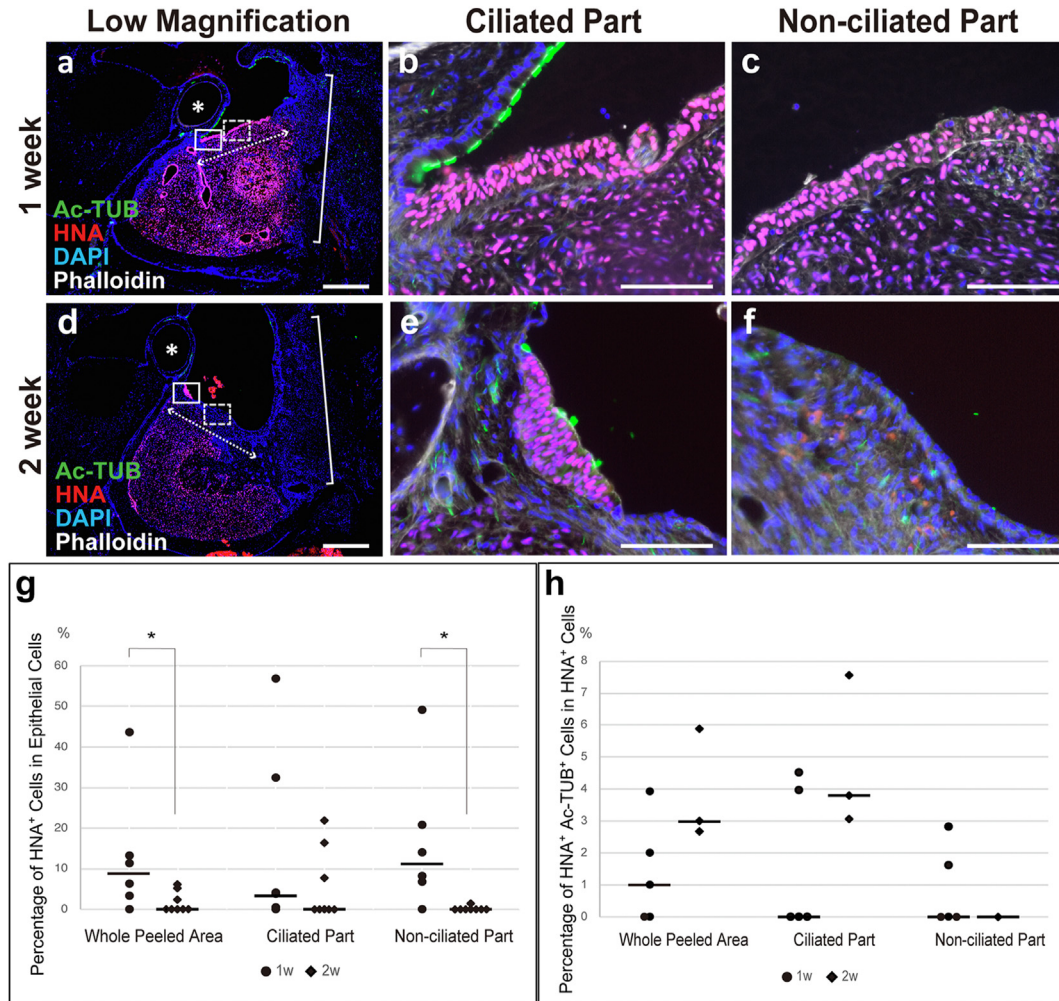 Low Magnification
Ciliated Part
Non-ciliated Part
1 week
a
*
Ac-TUB
HNA
DAPI
Phalloidin
b
c
2 week
d
*
Ac-TUB
HNA
DAPI
Phalloidin
e
f
g
%
Percentage of HNA⁺ Cells in Epithelial Cells
60
50
40
30
20
10
0
*
*
Whole Peeled Area
Ciliated Part
Non-ciliated Part
1w
2w
h
%
Percentage of HNA⁺ Ac-TUB⁺ Cells in HNA⁺ Cells
8
7
6
5
4
3
2
1
0
Whole Peeled Area
Ciliated Part
Non-ciliated Part
1w
2w